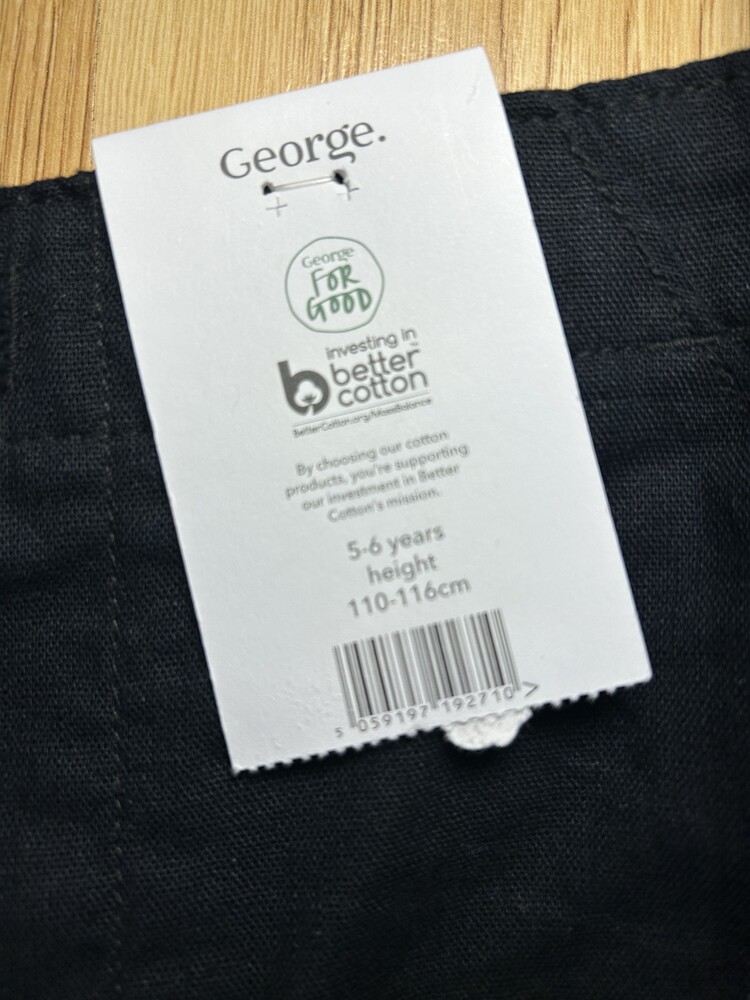 George.
George
FOR
GOOD
investing in
better™
cotton
BetterCotton.org/MassBalance
By choosing our cotton
products, you're supporting
our investment in Better
Cotton's mission.
5-6 years
height
110-116cm
5 059197 192710 >